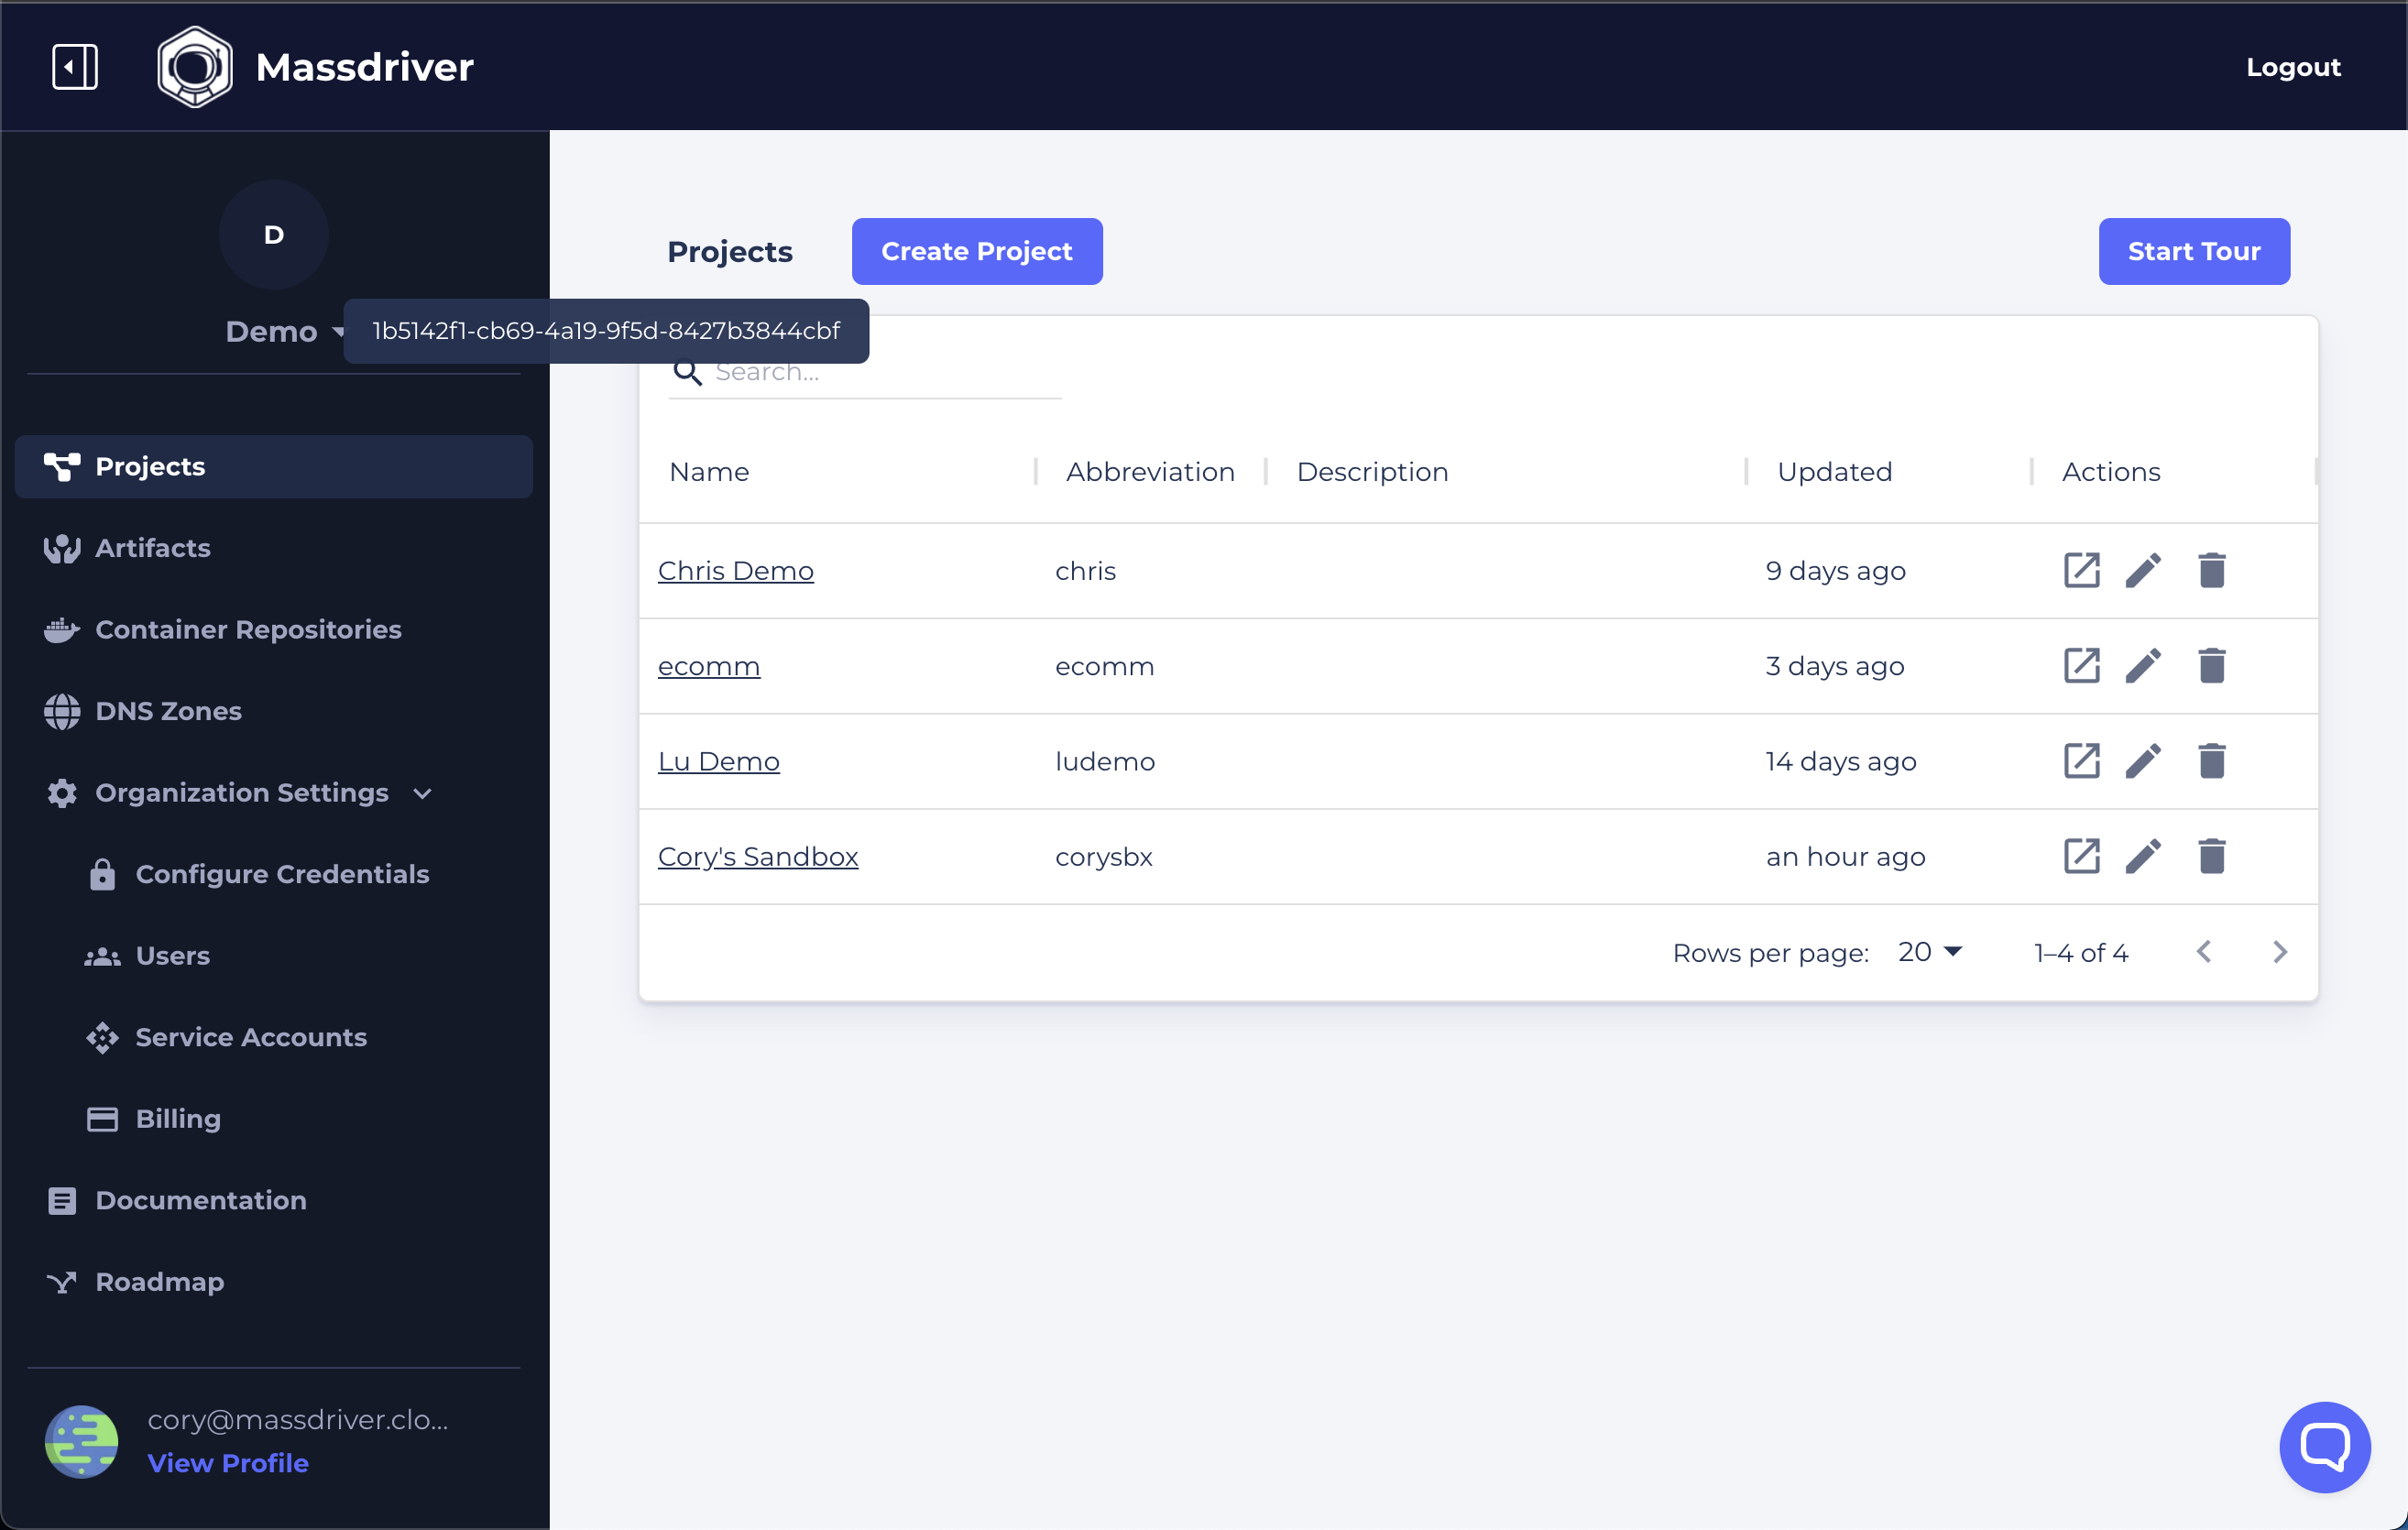 Massdriver
Logout
D
Demo
1b5142f1-cb69-4a19-9f5d-8427b3844cbf
Projects
Artifacts
Container Repositories
DNS Zones
Organization Settings
Configure Credentials
Users
Service Accounts
Billing
Documentation
Roadmap
cory@massdriver.clo...
View Profile
Projects
Create Project
Start Tour
Search...
Name Abbreviation Description Updated Actions
Chris Demo chris 9 days ago
ecomm ecomm 3 days ago
Lu Demo ludemo 14 days ago
Cory's Sandbox corysbx an hour ago
Rows per page: 20 1–4 of 4